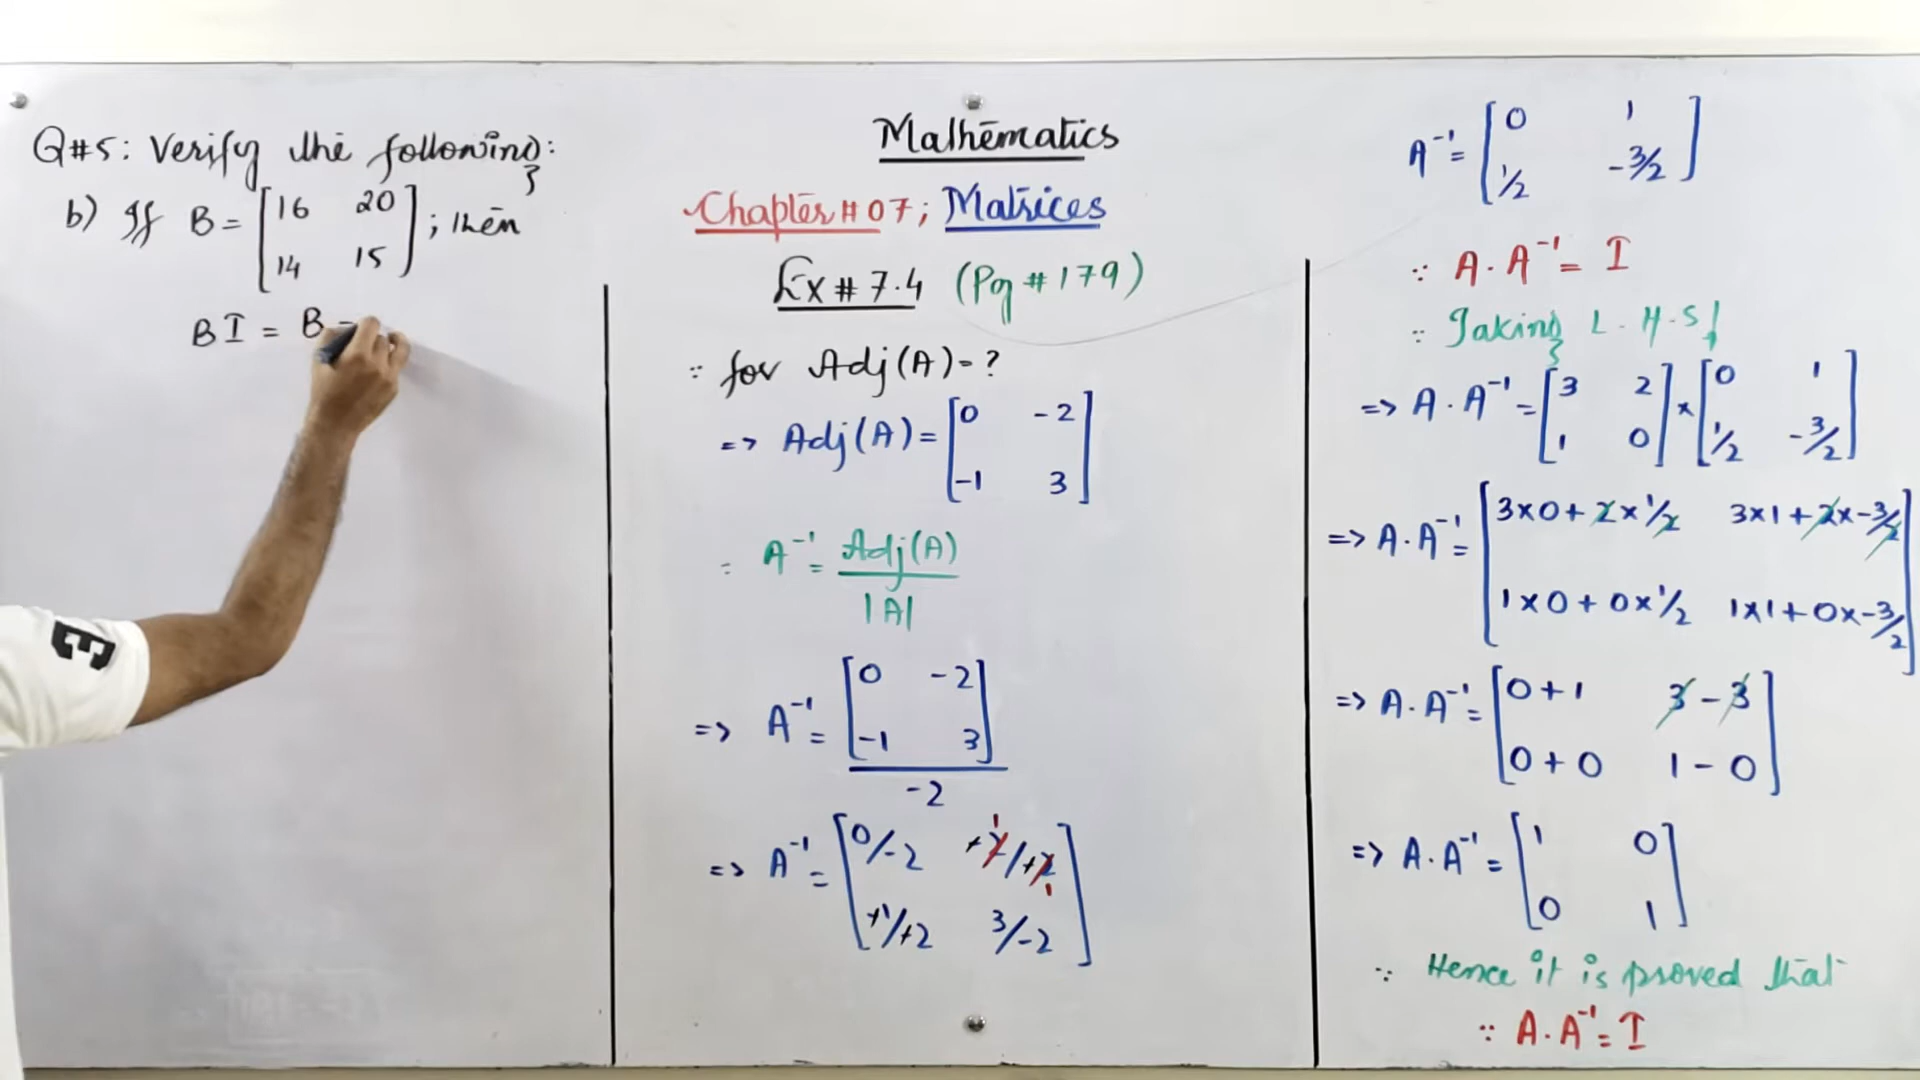 Q#5: Verify the following:
b) If B = [16 20; then
14 15]
BI = B =
Mathematics
Chapter # 07; Matrices
Ex # 7.4 (Pg # 179)
∵ for Adj(A) = ?
=> Adj(A) = [0 -2
-1 3]
= A⁻¹ = Adj(A)
|A|
=> A⁻¹ = [0 -2
-1 3]
-2
=> A⁻¹ = [0/-2 +2/+2
+1/+2 3/-2]
A⁻¹ = [0 1
1/2 -3/2]
∵ A · A⁻¹ = I
∵ Taking L.H.S!
=> A · A⁻¹ = [3 2 × [0 1
1 0] 1/2 -3/2]
=> A · A⁻¹ = [3×0 + 2×1/2 3×1 + 2×-3/2
1×0 + 0×1/2 1×1 + 0×-3/2]
=> A · A⁻¹ = [0+1 3-3
0+0 1-0]
=> A · A⁻¹ = [1 0
0 1]
∵ Hence it is proved that
∵ A · A⁻¹ = I
3